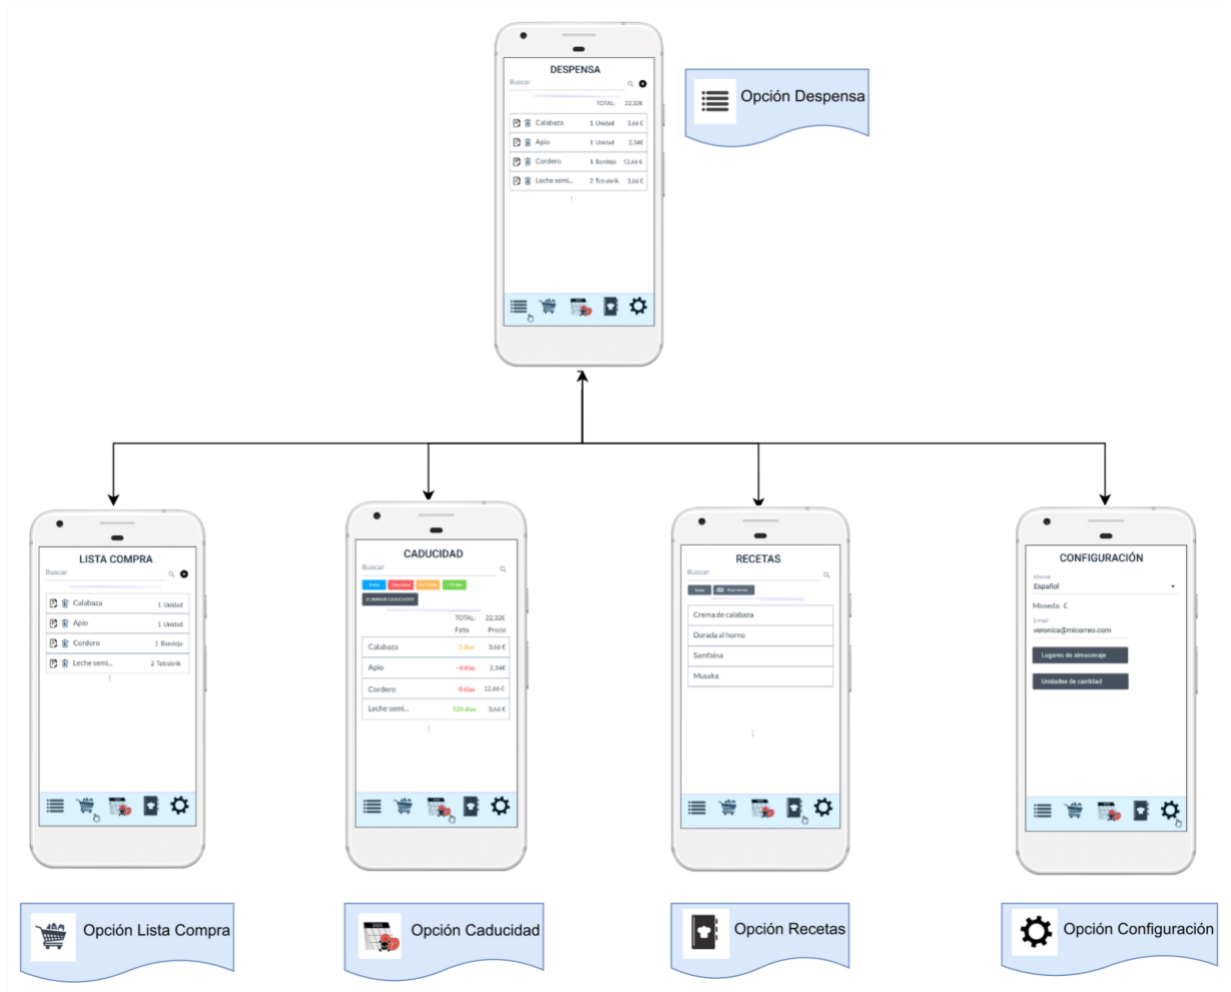 DESPENSA
Buscar
TOTAL: 22,32€
Calabaza 1 Unidad 3,66 €
Apio 1 Unidad 2,34€
Cordero 1 Bandeja 12,66 €
Leche semi... 2 Tetrabrik 3,66 €
Opción Despensa
LISTA COMPRA
Buscar
Calabaza 1 Unidad
Apio 1 Unidad
Cordero 1 Bandeja
Leche semi... 2 Tetrabrik
CADUCIDAD
Buscar
ELIMINAR CADUCADOS
TOTAL: 22,32€
Falta Precio
Calabaza 3,66 €
Apio -4 días 2,34€
Cordero 0 días 12,66 €
Leche semi... 120 días 3,66 €
RECETAS
Buscar
Crema de calabaza
Dorada al horno
Samfaina
Musaka
CONFIGURACIÓN
Idioma
Español
Moneda: €
Email
veronica@micorreo.com
Lugares de almacenaje
Unidades de cantidad
Opción Lista Compra
Opción Caducidad
Opción Recetas
Opción Configuración